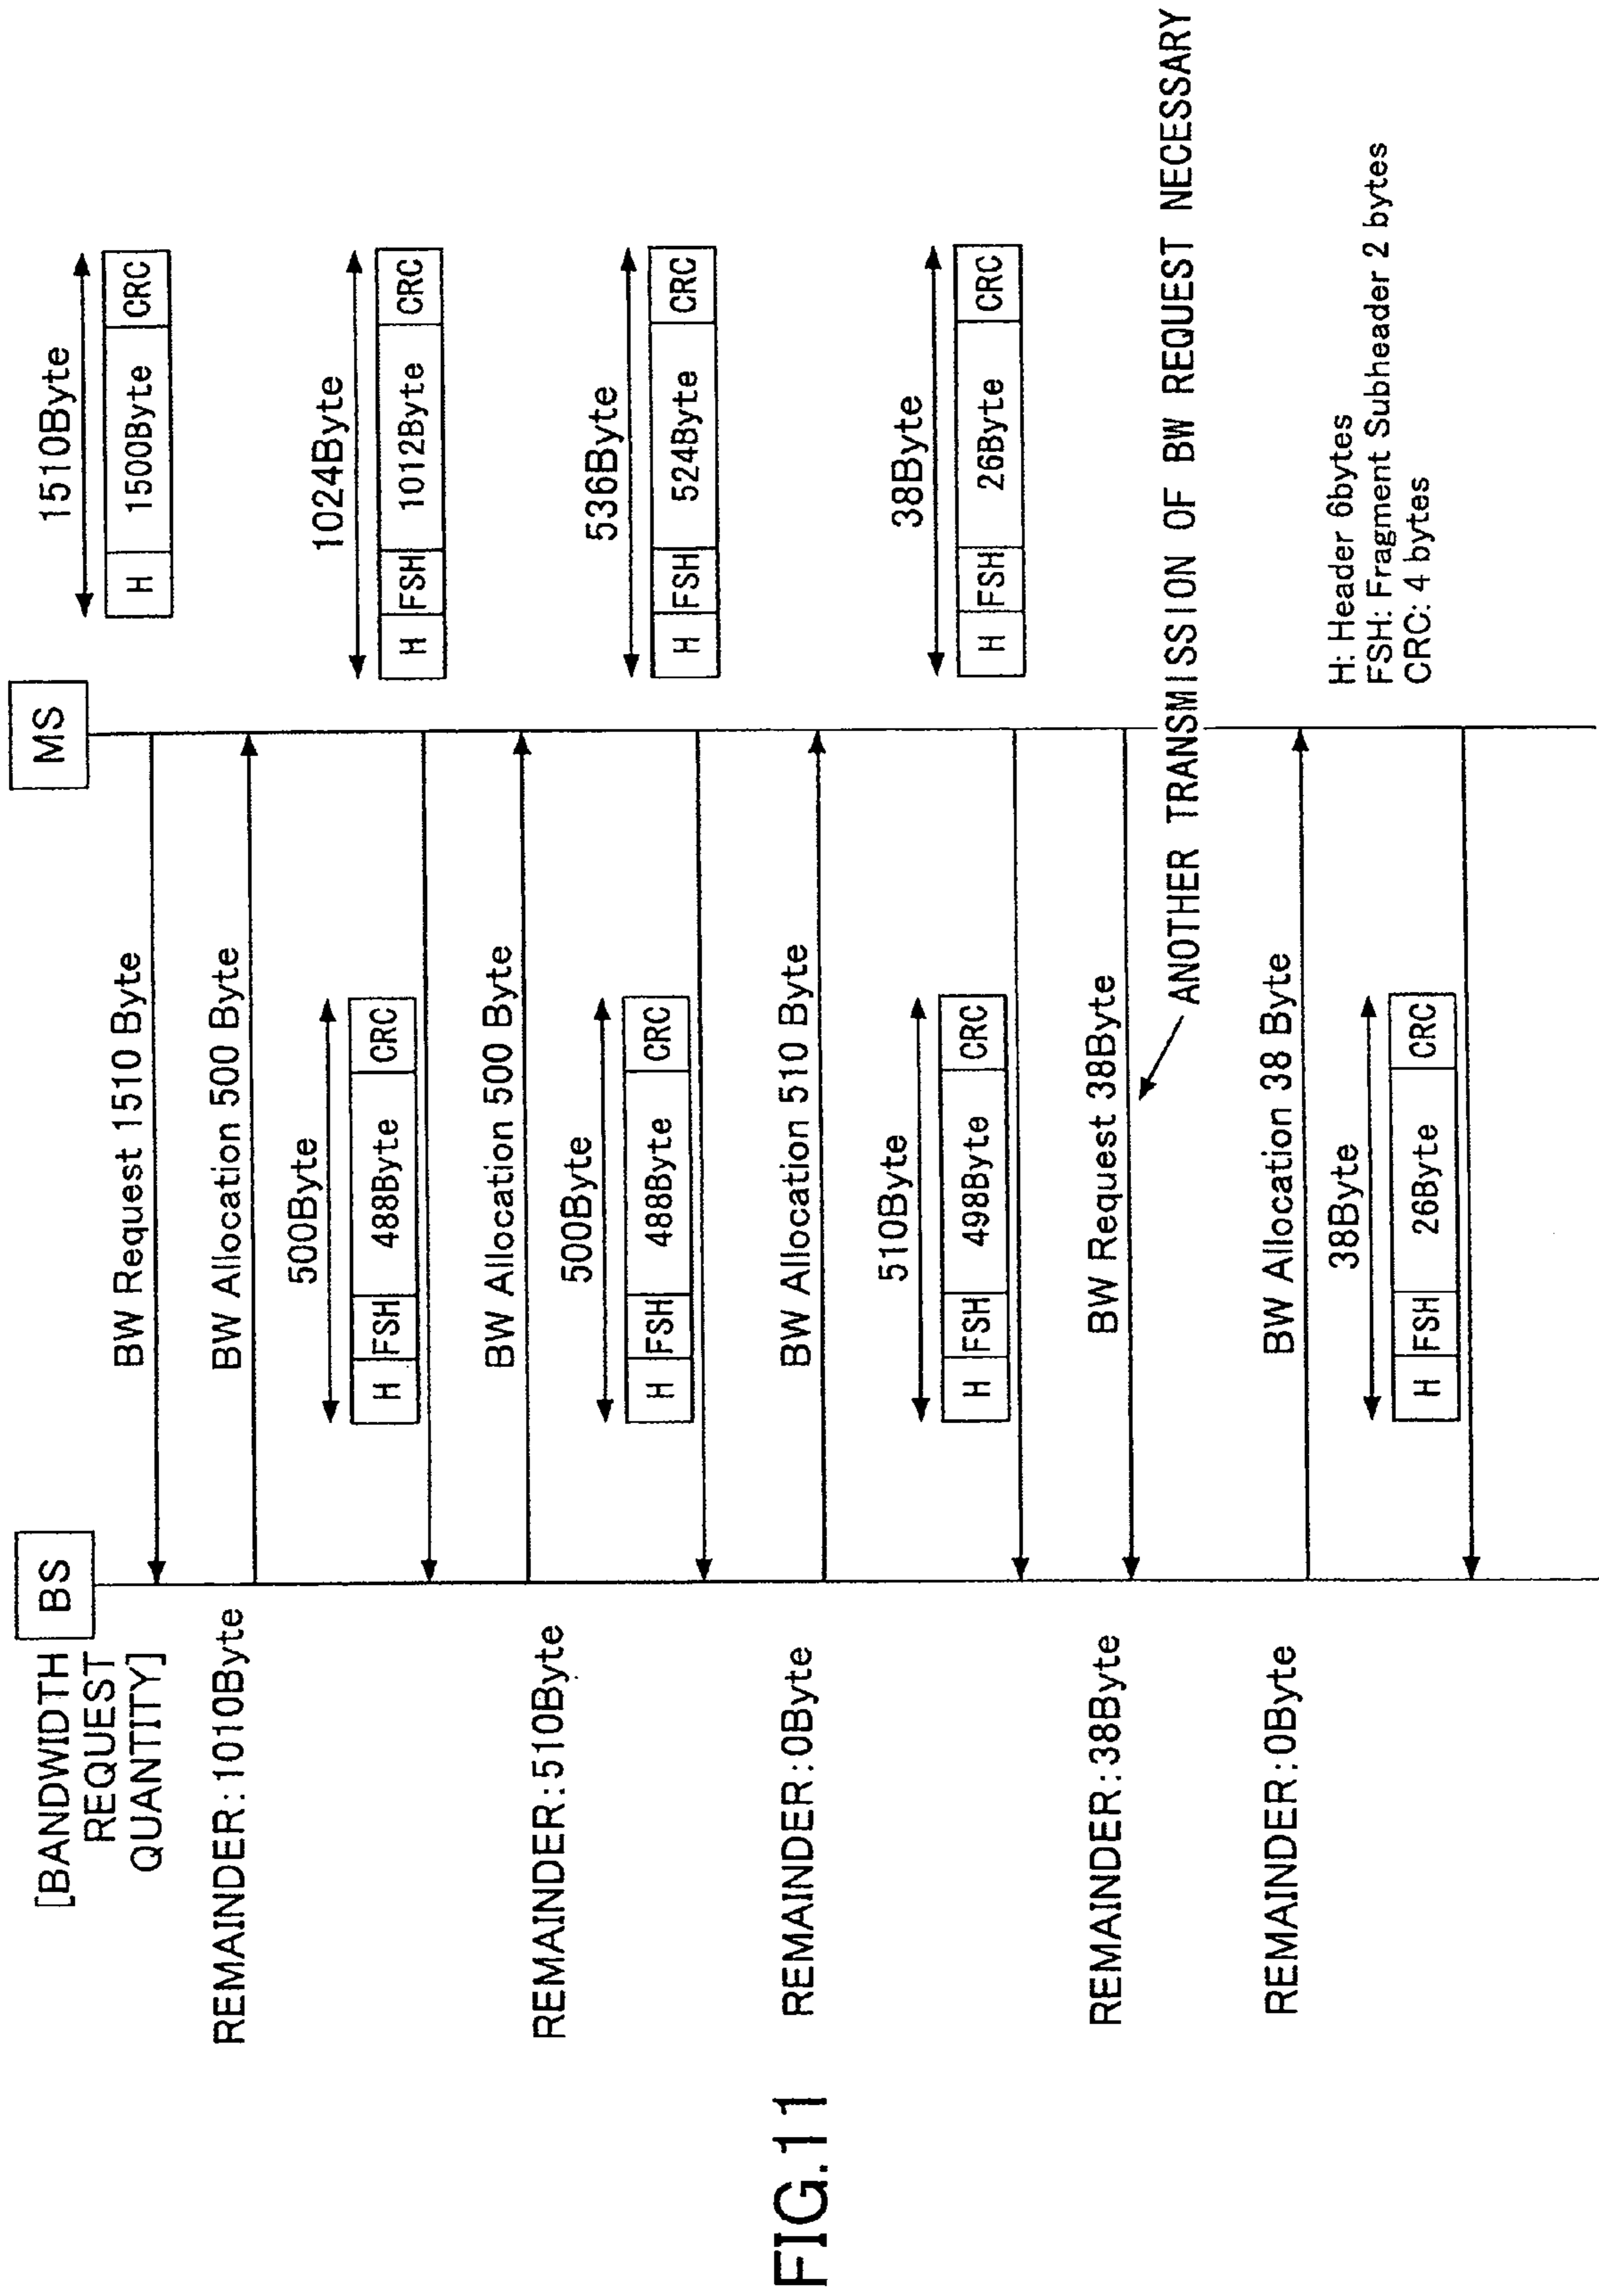 FIG.11
[BANDWIDTH
REQUEST
QUANTITY]
BS
MS
BW Request 1510 Byte
1510Byte
H 1500Byte CRC
REMAINDER:1010Byte
BW Allocation 500 Byte
500Byte
H FSH 488Byte CRC
1024Byte
H FSH 1012Byte CRC
REMAINDER:510Byte
BW Allocation 500 Byte
500Byte
H FSH 488Byte CRC
536Byte
H FSH 524Byte CRC
REMAINDER:0Byte
BW Allocation 510 Byte
510Byte
H FSH 498Byte CRC
38Byte
H FSH 26Byte CRC
REMAINDER:38Byte
BW Request 38Byte
ANOTHER TRANSMISSION OF BW REQUEST NECESSARY
REMAINDER:0Byte
BW Allocation 38 Byte
38Byte
H FSH 26Byte CRC
H: Header 6bytes
FSH: Fragment Subheader 2 bytes
CRC: 4 bytes